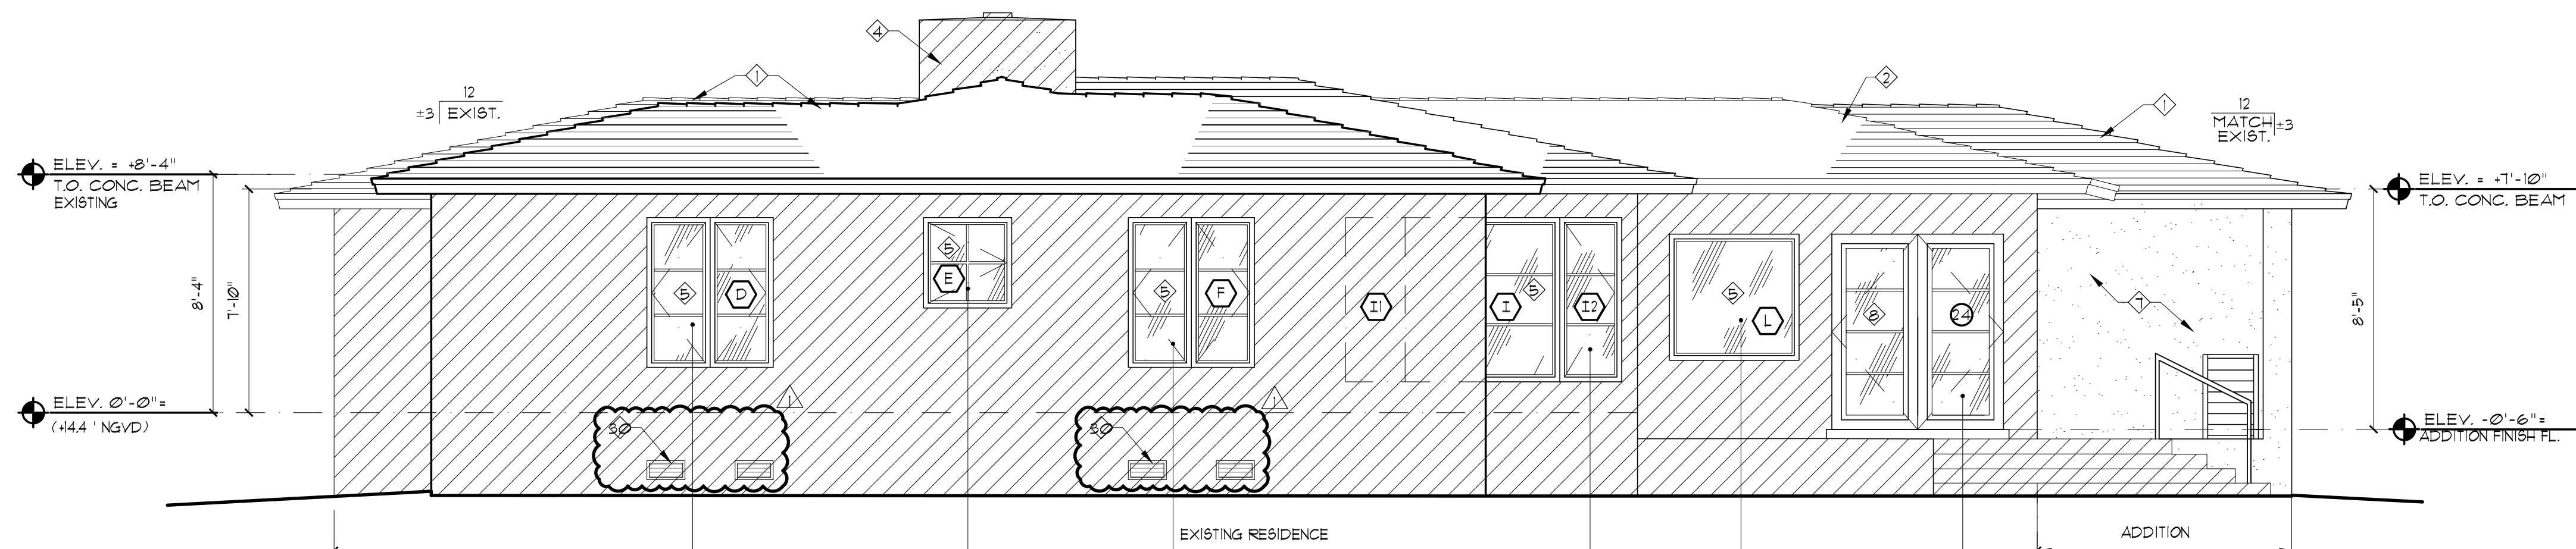 4
1
2
1
12
±3 EXIST.
12
MATCH ±3
EXIST.
ELEV. = +8'-4"
T.O. CONC. BEAM
EXISTING
ELEV. = +7'-10"
T.O. CONC. BEAM
8'-4"
7'-10"
8'-5"
5
D
5
E
5
F
I1
I
5
I2
5
L
8
24
7
ELEV. 0'-0"=
(+14.4 ' NGVD)
ELEV. -0'-6"=
ADDITION FINISH FL.
1
30
1
30
EXISTING RESIDENCE
ADDITION